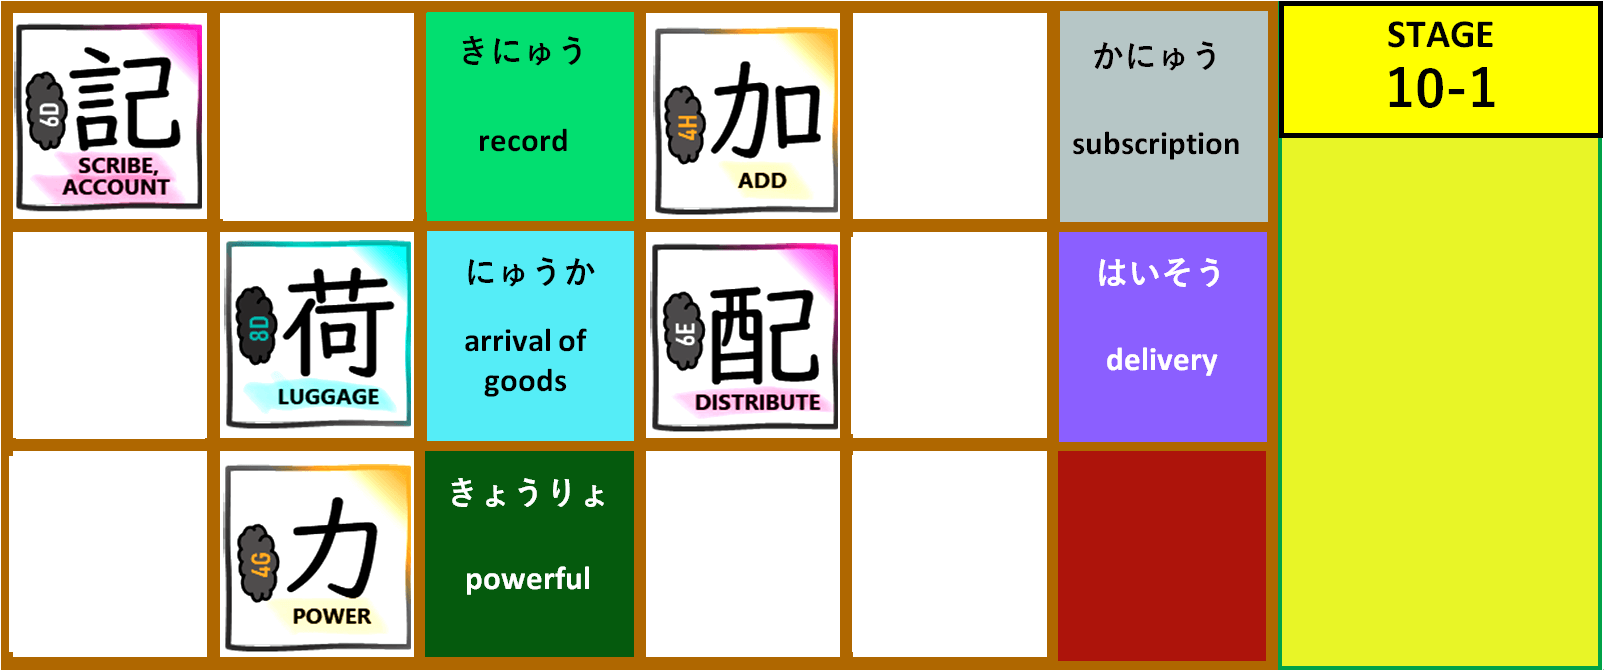 6D
記
SCRIBE,
ACCOUNT
きにゅう
record
4H
加
ADD
かにゅう
subscription
STAGE
10-1
8D
荷
LUGGAGE
にゅうか
arrival of
goods
6E
配
DISTRIBUTE
はいそう
delivery
4G
力
POWER
きょうりょ
powerful